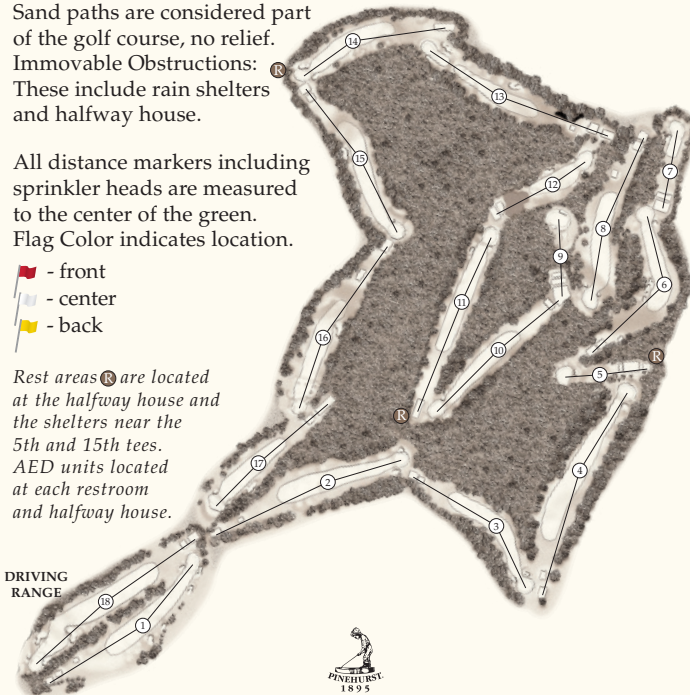 Sand paths are considered part
of the golf course, no relief.
Immovable Obstructions:
These include rain shelters
and halfway house.
All distance markers including
sprinkler heads are measured
to the center of the green.
Flag Color indicates location.
- front
- center
- back
Rest areas R are located
at the halfway house and
the shelters near the
5th and 15th tees.
AED units located
at each restroom
and halfway house.
R
14
13
15
12
7
9
8
6
11
16
10
R
5
R
17
2
4
3
DRIVING
RANGE
18
1
PINEHURST.
1895